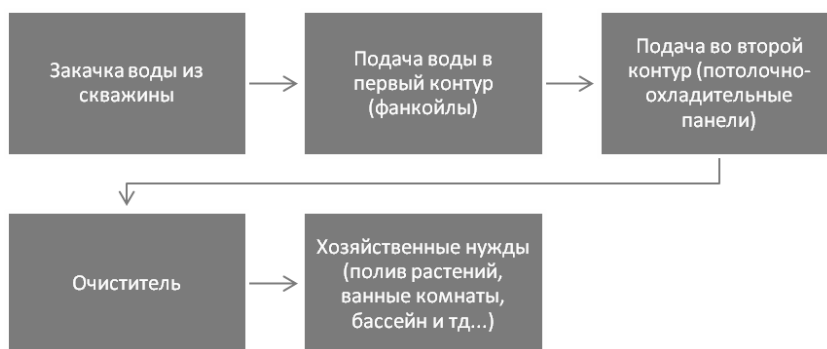 Закачка воды из
скважины
Подача воды в
первый контур
(фанкойлы)
Подача во второй
контур (потолочно-
охладительные
панели)
Очиститель
Хозяйственные нужды
(полив растений,
ванные комнаты,
бассейн и тд...)